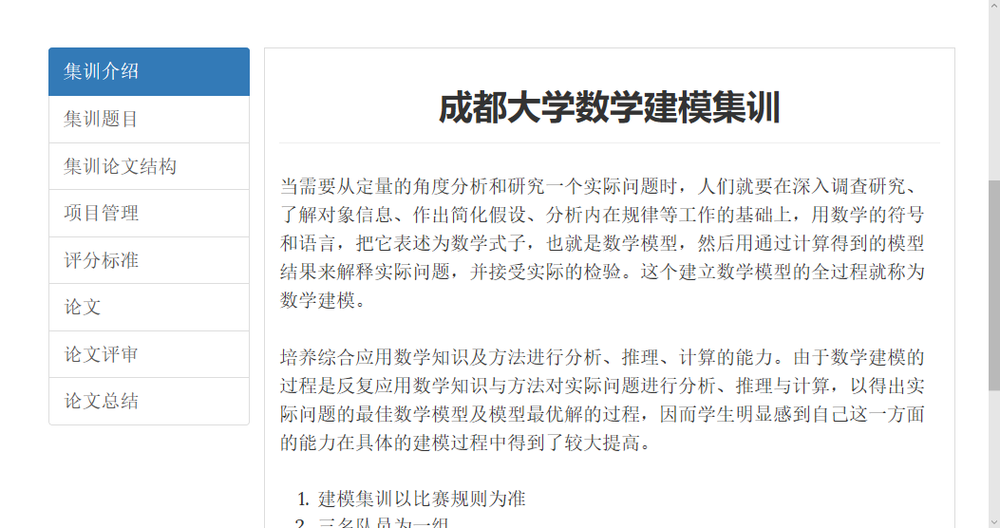 集训介绍
集训题目
集训论文结构
项目管理
评分标准
论文
论文评审
论文总结
成都大学数学建模集训
当需要从定量的角度分析和研究一个实际问题时，人们就要在深入调查研究、
了解对象信息、作出简化假设、分析内在规律等工作的基础上，用数学的符号
和语言，把它表述为数学式子，也就是数学模型，然后用通过计算得到的模型
结果来解释实际问题，并接受实际的检验。这个建立数学模型的全过程就称为
数学建模。
培养综合应用数学知识及方法进行分析、推理、计算的能力。由于数学建模的
过程是反复应用数学知识与方法对实际问题进行分析、推理与计算，以得出实
际问题的最佳数学模型及模型最优解的过程，因而学生明显感到自己这一方面
的能力在具体的建模过程中得到了较大提高。
1. 建模集训以比赛规则为准
2. 三名队员为一组